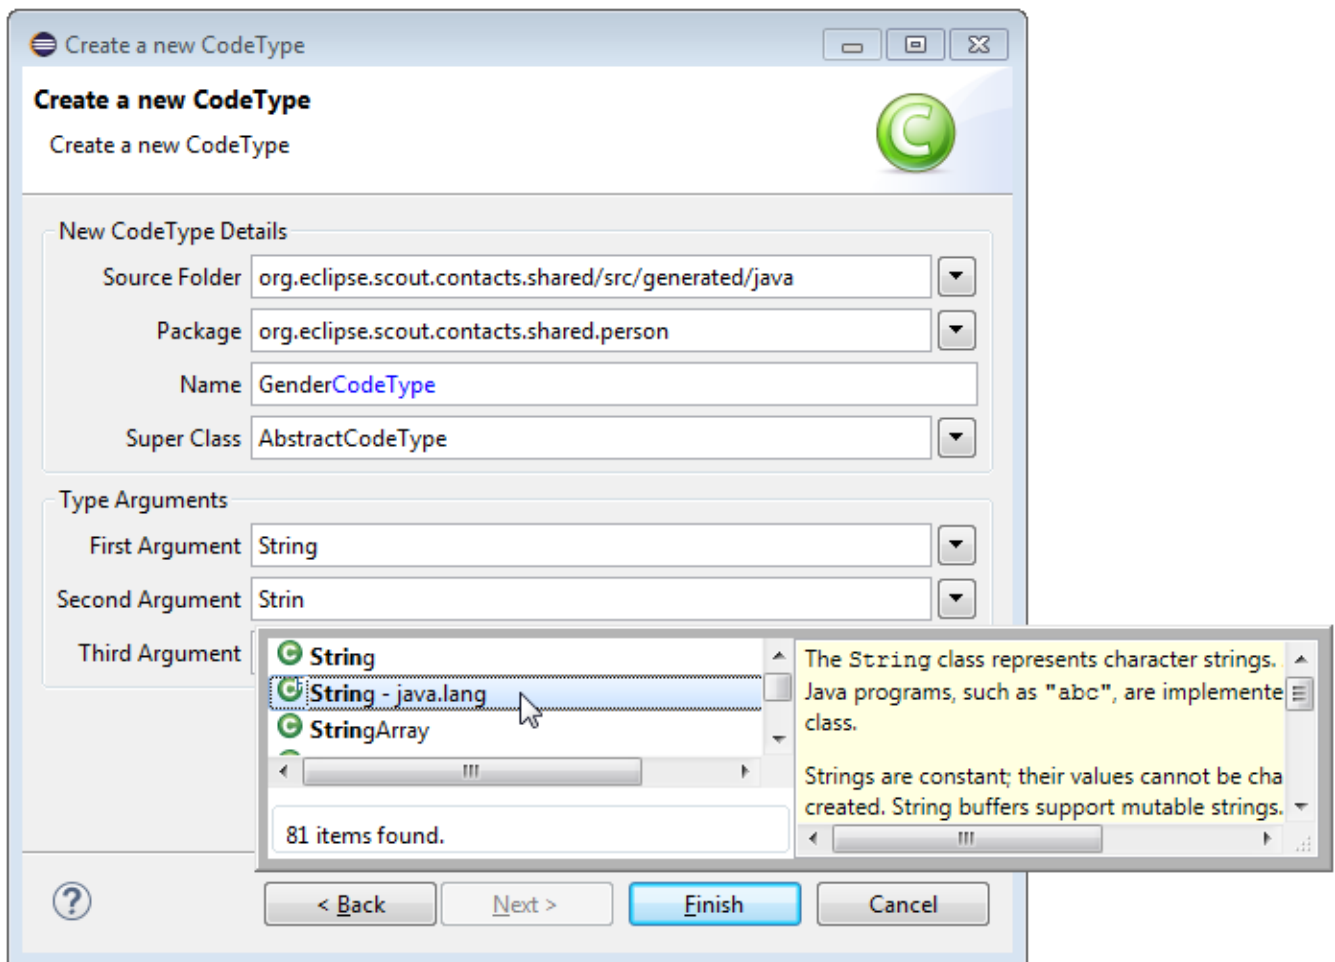 Create a new CodeType
Create a new CodeType
Create a new CodeType
New CodeType Details
Source Folder org.eclipse.scout.contacts.shared/src/generated/java
Package org.eclipse.scout.contacts.shared.person
Name GenderCodeType
Super Class AbstractCodeType
Type Arguments
First Argument String
Second Argument Strin
Third Argument
String
String - java.lang
StringArray
81 items found.
The String class represents character strings.
Java programs, such as "abc", are implemente
class.
Strings are constant; their values cannot be cha
created. String buffers support mutable strings.
< Back Next > Finish Cancel